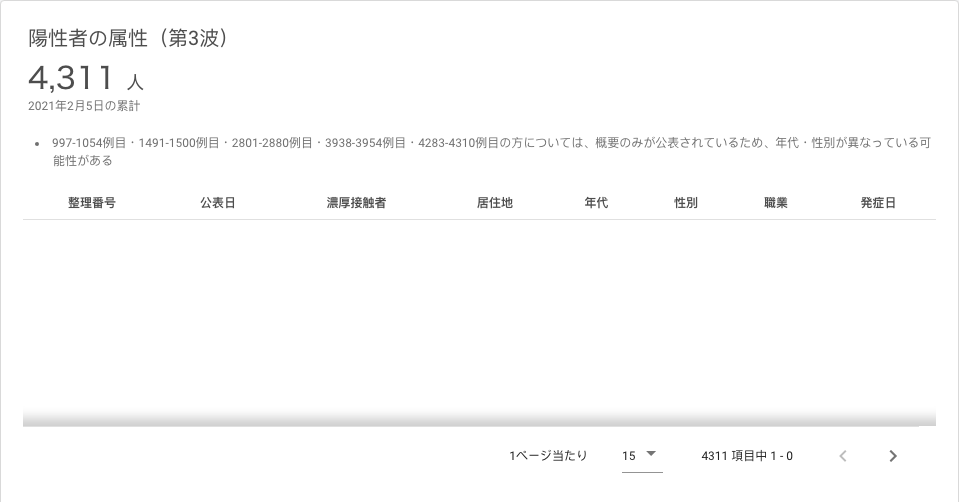 陽性者の属性（第3波）
4,311 人
2021年2月5日の累計
• 997-1054例目・1491-1500例目・2801-2880例目・3938-3954例目・4283-4310例目の方については、概要のみが公表されているため、年代・性別が異なっている可
能性がある
整理番号 公表日 濃厚接触者 居住地 年代 性別 職業 発症日
1ページ当たり 15 4311 項目中 1 - 0